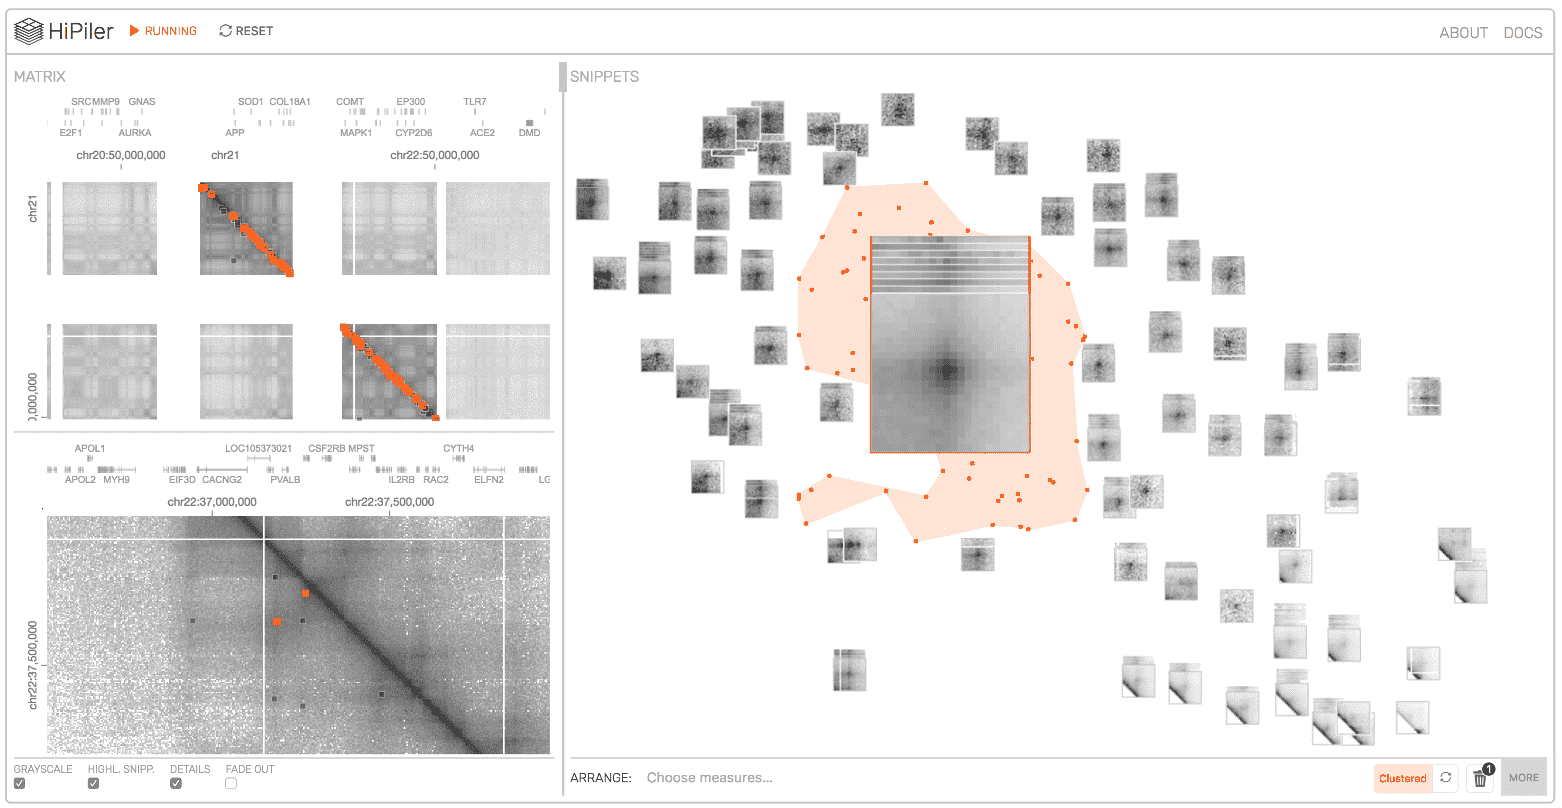 HiPiler RUNNING RESET ABOUT DOCS
MATRIX
SRC MMP9 GNAS SOD1 COL18A1 COMT EP300 TLR7
E2F1 AURKA APP MAPK1 CYP2D6 ACE2 DMD
chr20:50,000,000 chr21 chr22:50,000,000
chr21
),000,000
APOL1 LOC105373021 CSF2RB MPST CYTH4
APOL2 MYH9 EIF3D CACNG2 PVALB IL2RB RAC2 ELFN2 LG
chr22:37,000,000 chr22:37,500,000
chr22:37,500,000
GRAYSCALE HIGHL. SNIPP. DETAILS FADE OUT
SNIPPETS
ARRANGE: Choose measures... Clustered 1 MORE